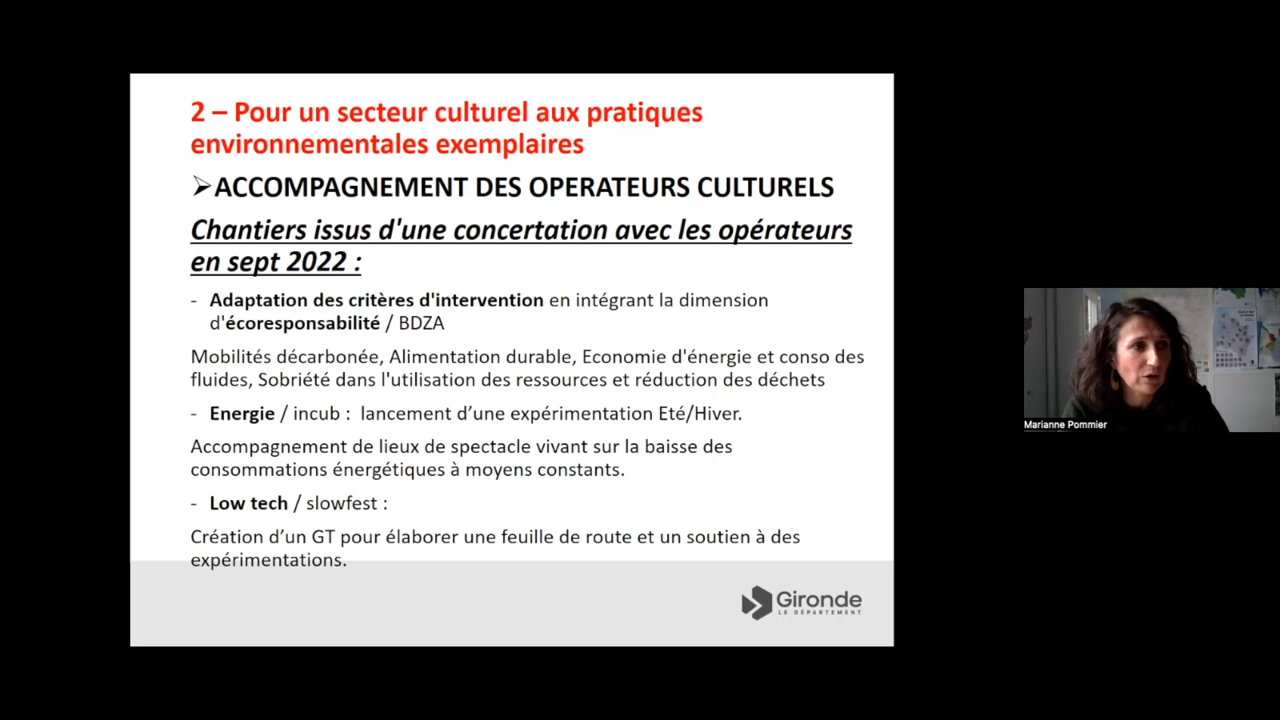 2 – Pour un secteur culturel aux pratiques
environnementales exemplaires
➢ACCOMPAGNEMENT DES OPERATEURS CULTURELS
Chantiers issus d'une concertation avec les opérateurs
en sept 2022 :
- Adaptation des critères d'intervention en intégrant la dimension
d'écoresponsabilité / BDZA
Mobilités décarbonée, Alimentation durable, Economie d'énergie et conso des
fluides, Sobriété dans l'utilisation des ressources et réduction des déchets
- Energie / incub : lancement d’une expérimentation Eté/Hiver.
Accompagnement de lieux de spectacle vivant sur la baisse des
consommations énergétiques à moyens constants.
- Low tech / slowfest :
Création d’un GT pour élaborer une feuille de route et un soutien à des
expérimentations.
Gironde
LE DÉPARTEMENT
Marianne Pommier